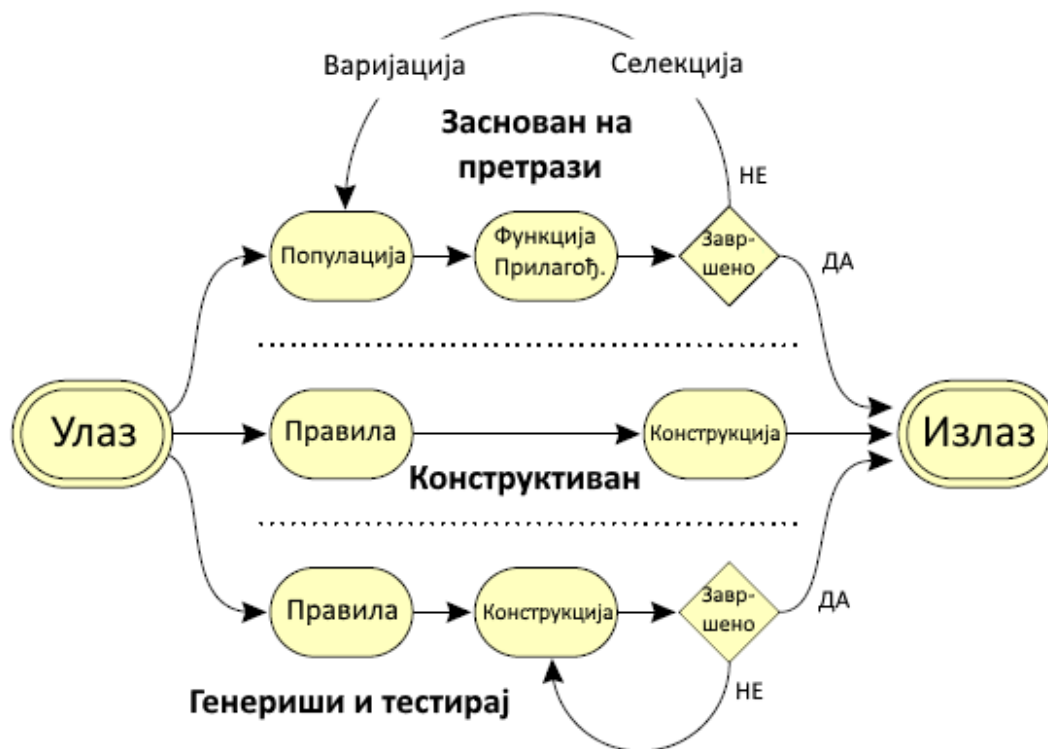 Варијација
Селекција
Заснован на
претрази
НЕ
Популација
Функција
Прилагођ.
Завр-
шено
ДА
Улаз
Правила
Конструкција
Излаз
Конструктиван
Правила
Конструкција
Завр-
шено
ДА
НЕ
Генериши и тестирај